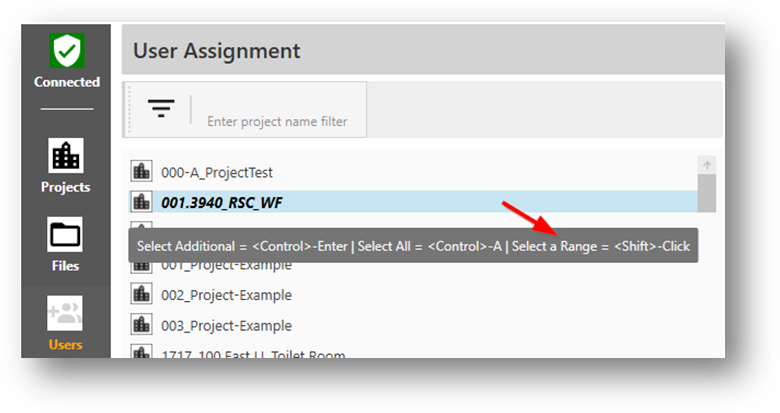 User Assignment
Connected
Enter project name filter
Projects
Files
Users
000-A_ProjectTest
001.3940_RSC_WF
Select Additional = <Control>-Enter | Select All = <Control>-A | Select a Range = <Shift>-Click
001_Project-Example
002_Project-Example
003_Project-Example
1717_100 East LL Toilet Room